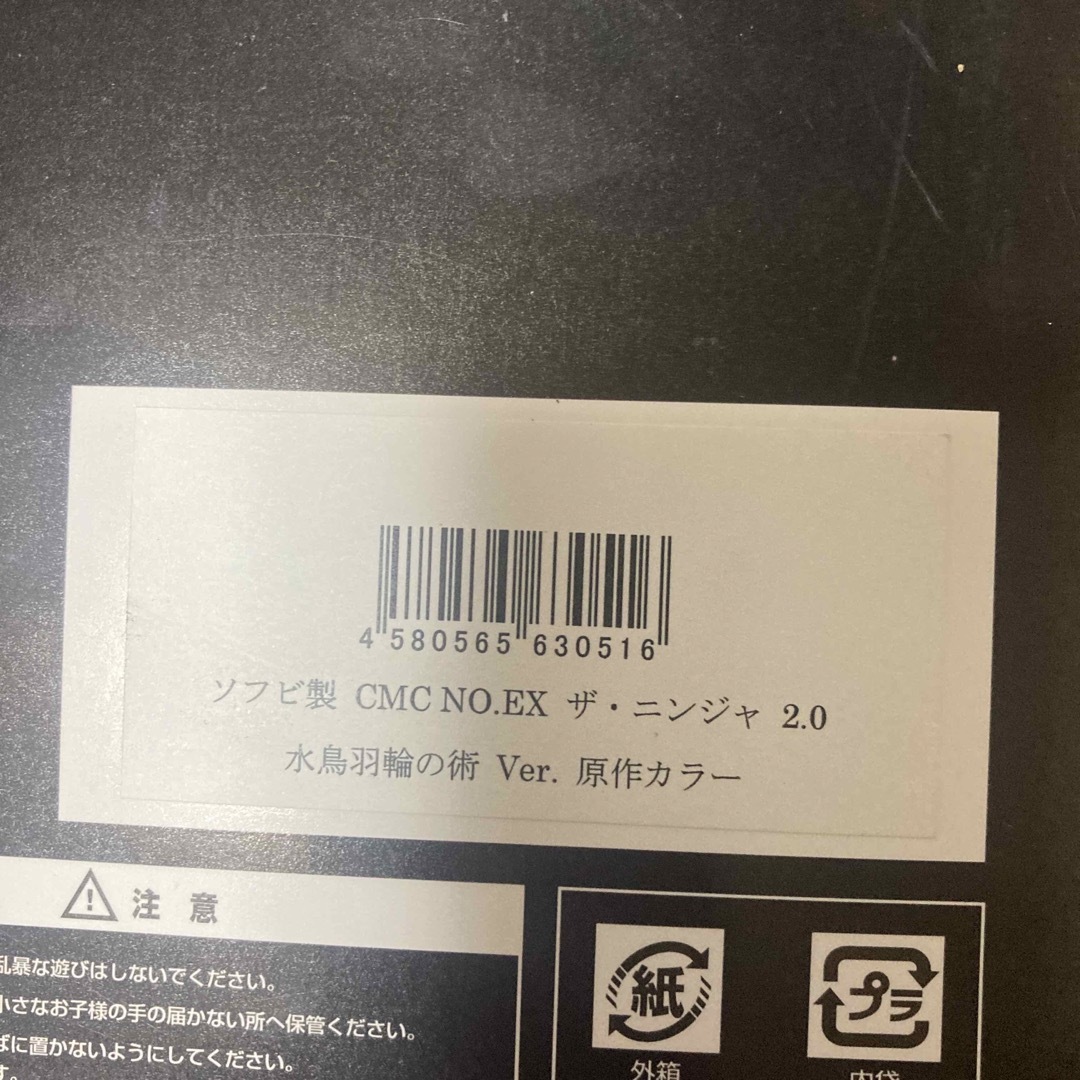 4 580565 630516
ソフビ製 CMC NO.EX ザ・ニンジャ 2.0
水鳥羽輪の術 Ver. 原作カラー
注 意
乱暴な遊びはしないでください。
小さなお子様の手の届かない所へ保管ください。
ばに置かないようにしてください。
す。
紙
外箱
プラ
内袋